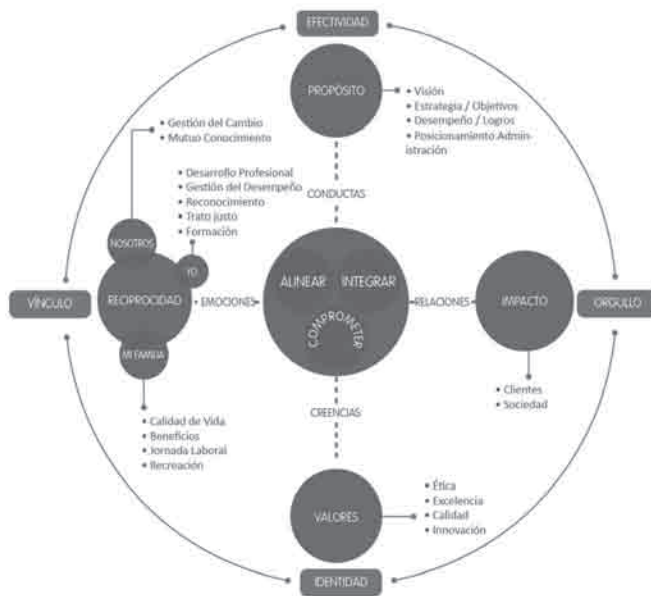 EFECTIVIDAD
PROPÓSITO
• Visión
• Estrategia / Objetivos
• Desempeño / Logros
• Posicionamiento Admin-
istración
• Gestión del Cambio
• Mutuo Conocimiento
• Desarrollo Profesional
• Gestión del Desempeño
• Reconocimiento
• Trato justo
• Formación
CONDUCTAS
NOSOTROS
YO
VÍNCULO
RECIPROCIDAD
• EMOCIONES
ALINEAR
INTEGRAR
COMPROMETER
RELACIONES
IMPACTO
ORGULLO
MI FAMILIA
• Calidad de Vida
• Beneficios
• Jornada Laboral
• Recreación
• Clientes
• Sociedad
CREENCIAS
VALORES
• Ética
• Excelencia
• Calidad
• Innovación
IDENTIDAD